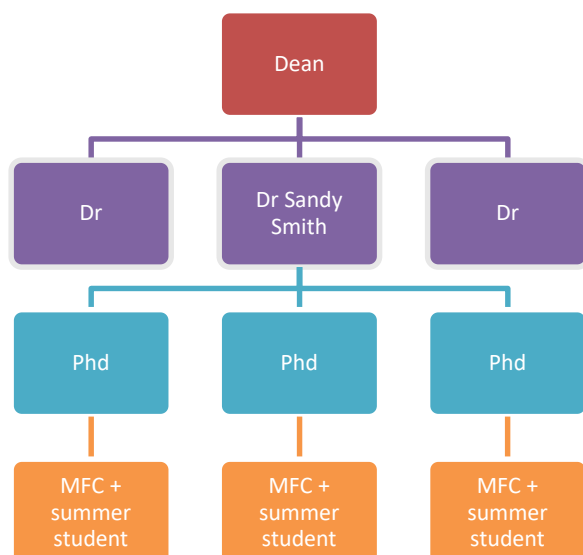 Dean
Dr
Dr Sandy
Smith
Dr
Phd
Phd
Phd
MFC +
summer
student
MFC +
summer
student
MFC +
summer
student